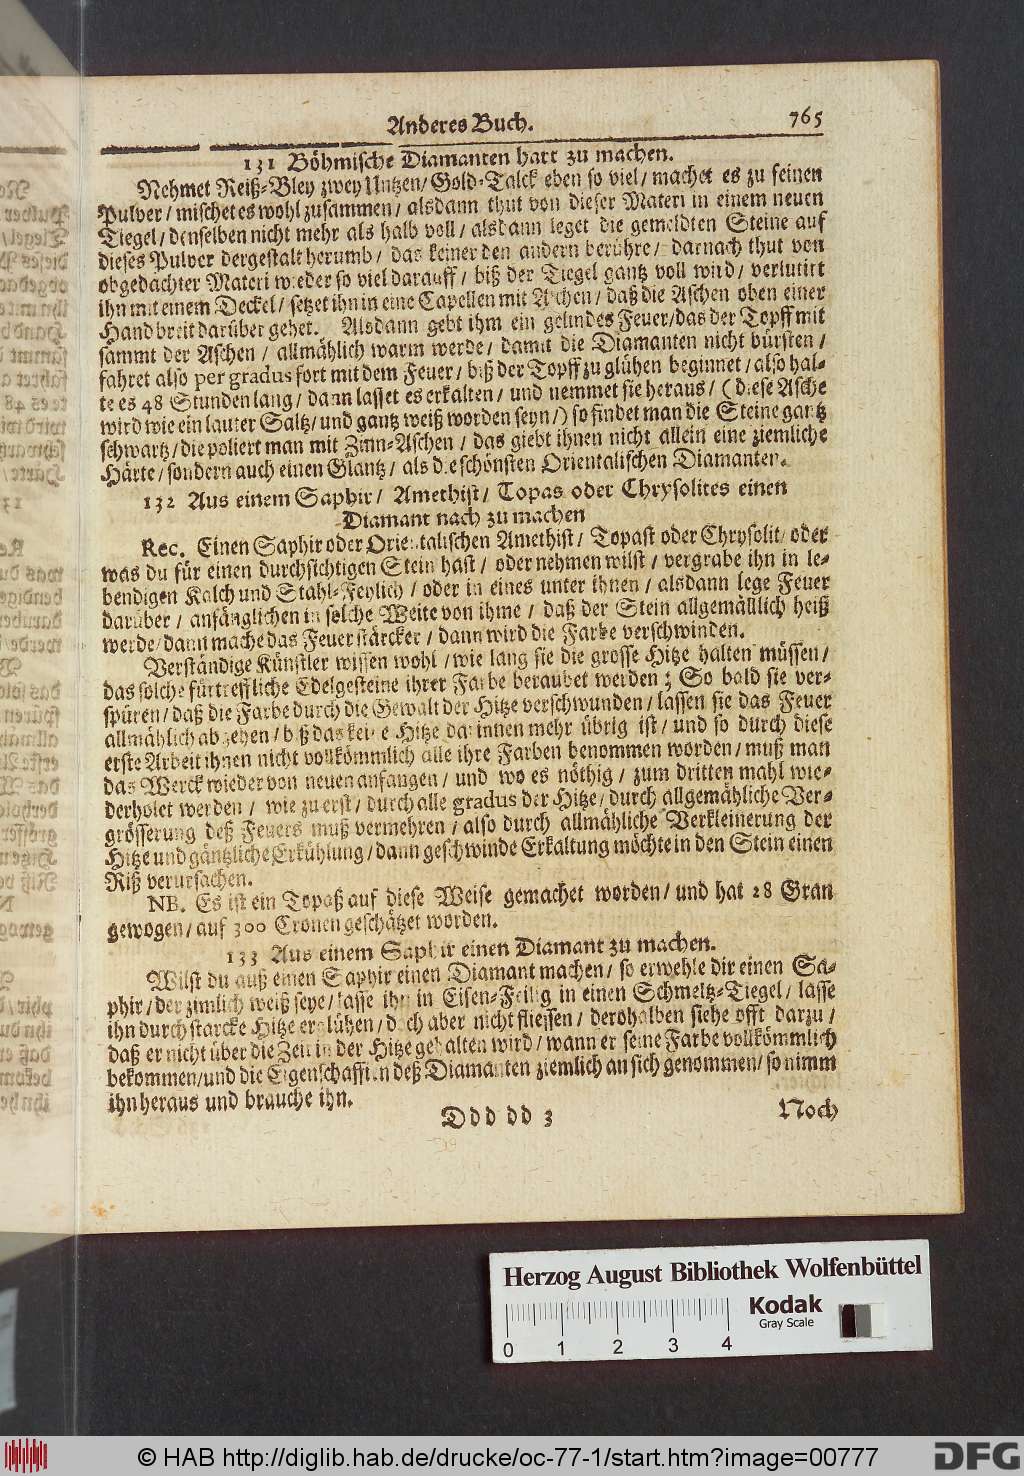 Anderes Buch. 765
131 Böhmische Diamanten hart zu machen.
Nehmet Reiß-Bley zwey Untzen/ Gold-Talck eben so viel/ machet es zu feinen
Pulver/ mischet es wohl zusammen/ alsdann thut von dieser Materi in einem neuen
Tiegel/ denselben nicht mehr als halb voll/ alsdann leget die gemeldten Steine auf
dieses Pulver dergestalt herumb/ das keiner den andern berühre/ darnach thut von
obgedachter Materi wieder so viel darauff/ biß der Tiegel gantz voll wird/ verlutirt
ihn mit einem Deckel/ setzet ihn in eine Capellen mit Aschen/ daß die Aschen oben einer
Hand breit darüber gehet. Alsdann gebt ihm ein gelindes Feuer/ das der Topff mit
sammt der Aschen/ allmählich warm werde/ damit die Diamanten nicht bürsten/
fahret also per gradus fort mit dem Feuer/ biß der Topff zu glühen beginnet/ also hal-
te es 48 Stunden lang/ dann lasset es erkalten/ und nemmet sie heraus/ (diese Asche
wird wie ein lauter Saltz/ und gantz weiß worden seyn/) so findet man die Steine gantz
schwartz/ die poliert man mit Zinn-Aschen/ das giebt ihnen nicht allein eine ziemliche
Härte/ sondern auch einen Glantz/ als die schönsten Orientalischen Diamanten.
132 Aus einem Saphir/ Amethist/ Topas oder Chrysolites einen
Diamant nach zu machen
Rec. Einen Saphir oder Orientalischen Amethist/ Topast oder Chrysolit/ oder
was du für einen durchsichtigen Stein hast/ oder nehmen wilst/ vergrabe ihn in le-
bendigen Kalch und Stahl-Feylich/ oder in eines unter ihnen/ alsdann lege Feuer
darüber/ anfänglichen in solche Weite von ihme/ daß der Stein allgemällich heiß
werde/ dann mache das Feuer stärcker/ dann wird die Farbe verschwinden.
Verständige Künstler wissen wohl/ wie lang sie die grosse Hitze halten müssen/
das solche fürtreffliche Edelgesteine ihrer Farbe beraubet werden; So bald sie ver-
spüren/ daß die Farbe durch die Gewalt der Hitze verschwunden/ lassen sie das Feuer
allmählich abgehen/ biß das keine Hitze darinnen mehr übrig ist/ und so durch diese
erste Arbeit ihnen nicht vollkömmlich alle ihre Farben benommen worden/ muß man
das Werck wieder von neuen anfangen/ und wo es nöthig/ zum dritten mahl wie-
derholet werden/ wie zu erst/ durch alle gradus der Hitze/ durch allgemähliche Ver-
grösserung deß Feuers muß vermehren/ also durch allmähliche Verkleinerung der
Hitze und gäntzliche Erkühlung/ dann geschwinde Erkaltung möchte in den Stein einen
Riß verursachen.
NB. Es ist ein Topaß auf diese Weise gemachet worden/ und hat 28 Gran
gewogen/ auf 300 Cronen geschätzet worden.
133 Aus einem Saphir einen Diamant zu machen.
Wilst du auß einen Saphir einen Diamant machen/ so erwehle dir einen Sa-
phir/ der zimlich weiß seye/ lasse ihn in Eisen-Feilig in einen Schmeltz-Tiegel/ lasse
ihn durch starcke Hitze erglühen/ doch aber nicht fliessen/ derohalben siehe offt darzu/
daß er nicht über die Zeit in der Hitze gehalten wird/ wann er seine Farbe vollkömmlich
bekommen/ und die Eigenschafften deß Diamanten ziemlich an sich genommen/ so nimm
ihn heraus und brauche ihn.
Ddd dd 3 Noch
Herzog August Bibliothek Wolfenbüttel
Kodak
Gray Scale
0 1 2 3 4
© HAB http://diglib.hab.de/drucke/oc-77-1/start.htm?image=00777
DFG